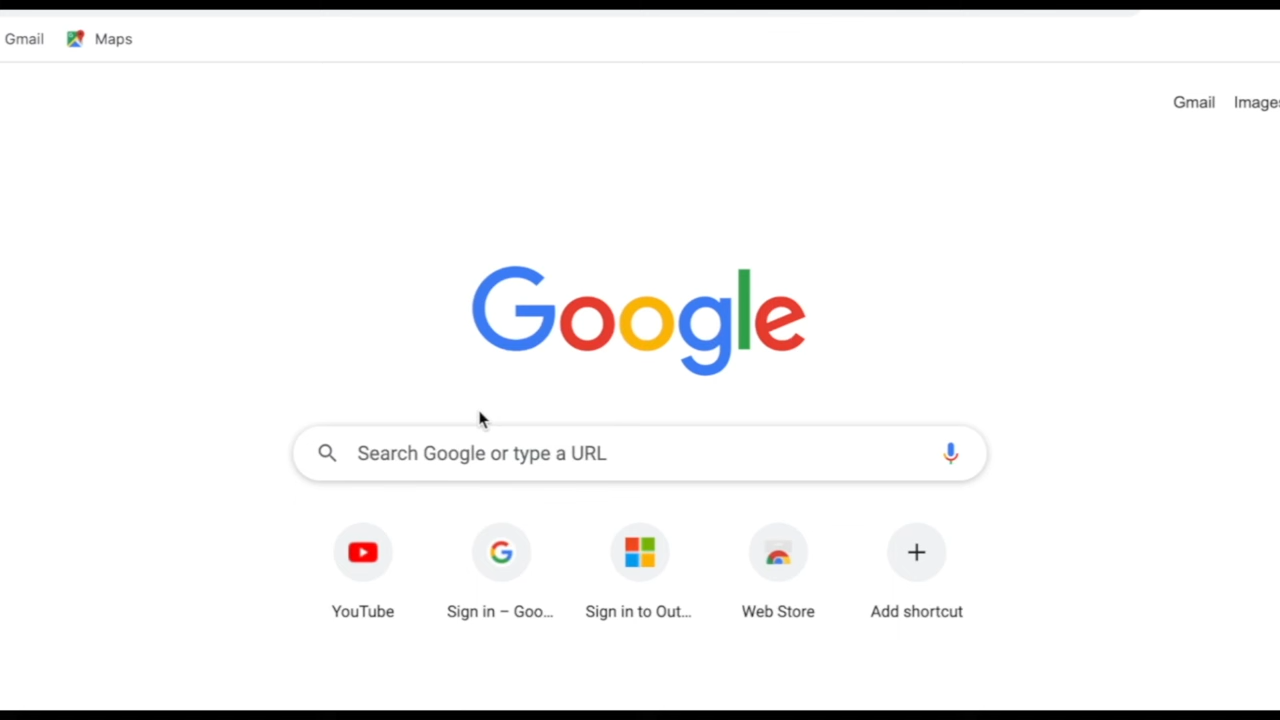 Gmail Maps
Gmail Images
Google
Search Google or type a URL
YouTube Sign in – Goo... Sign in to Out... Web Store Add shortcut